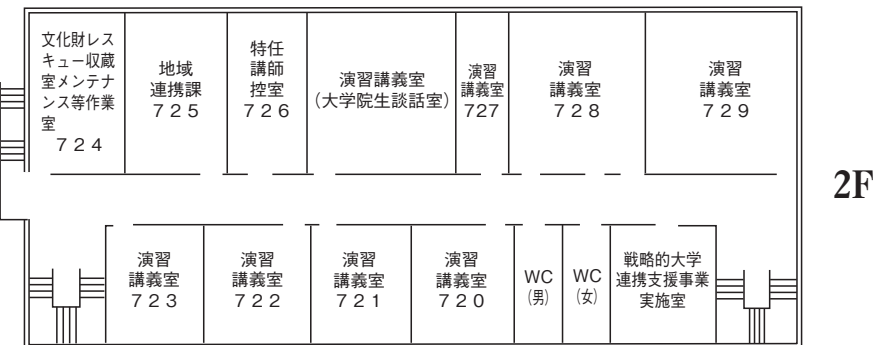 文化財レス
キュー収蔵
室メンテナ
ンス等作業
室
７２４
地域
連携課
７２５
特任
講師
控室
７２６
演習講義室
（大学院生談話室）
演習
講義室
727
演習
講義室
７２８
演習
講義室
７２９
2F
演習
講義室
７２３
演習
講義室
７２２
演習
講義室
７２１
演習
講義室
７２０
WC
（男）
WC
（女）
戦略的大学
連携支援事業
実施室